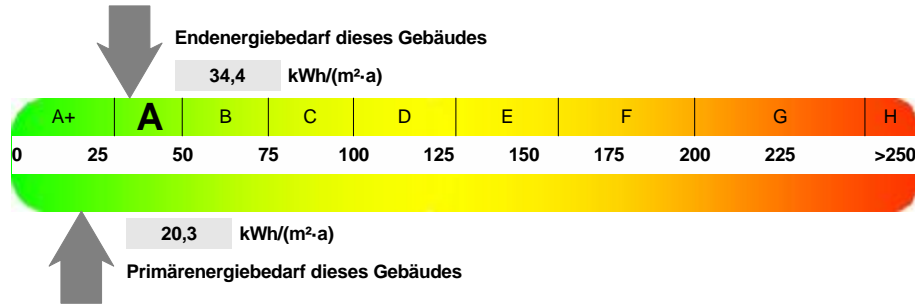 Endenergiebedarf dieses Gebäudes
34,4 kWh/(m²·a)
A+ A B C D E F G H
0 25 50 75 100 125 150 175 200 225 >250
20,3 kWh/(m²·a)
Primärenergiebedarf dieses Gebäudes